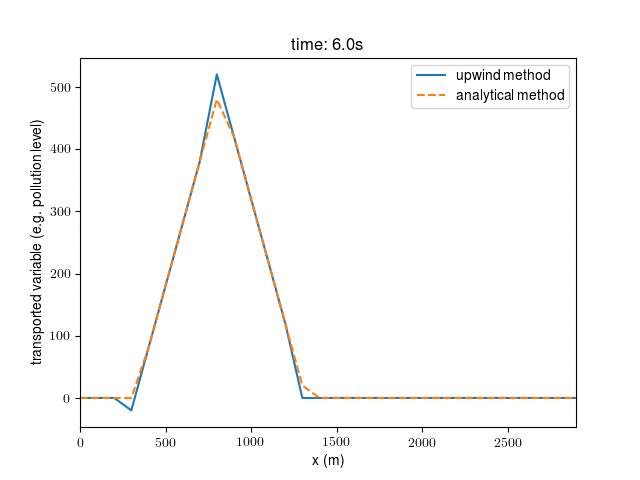 time: 6.0s
upwind method
analytical method
transported variable (e.g. pollution level)
500
400
300
200
100
0
0
500
1000
1500
2000
2500
x (m)